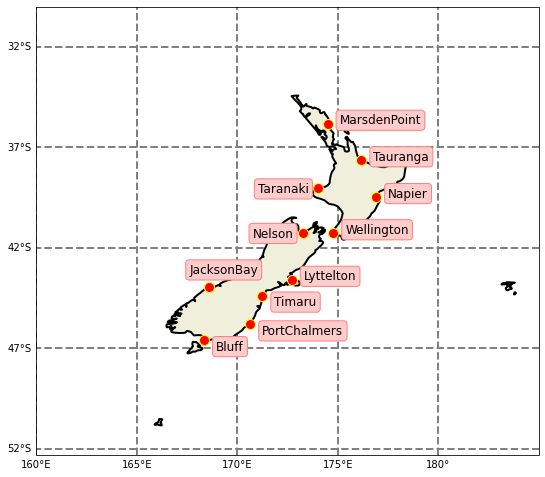 32°S
MarsdenPoint
37°S
Tauranga
Taranaki
Napier
Nelson
Wellington
42°S
JacksonBay
Lyttelton
Timaru
PortChalmers
47°S
Bluff
52°S
160°E
165°E
170°E
175°E
180°